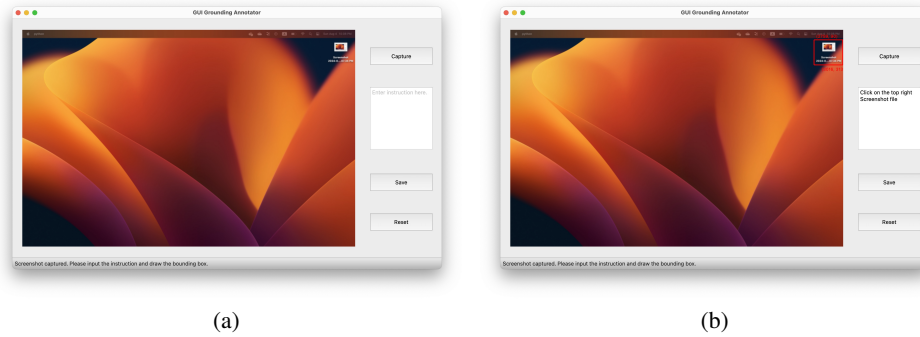 GUI Grounding Annotator
Capture
Enter instruction here.
Save
Reset
Screenshot captured. Please input the instruction and draw the bounding box.
(a)
GUI Grounding Annotator
Capture
Click on the top right
Screenshot file
Save
Reset
Screenshot captured. Please input the instruction and draw the bounding box.
(b)